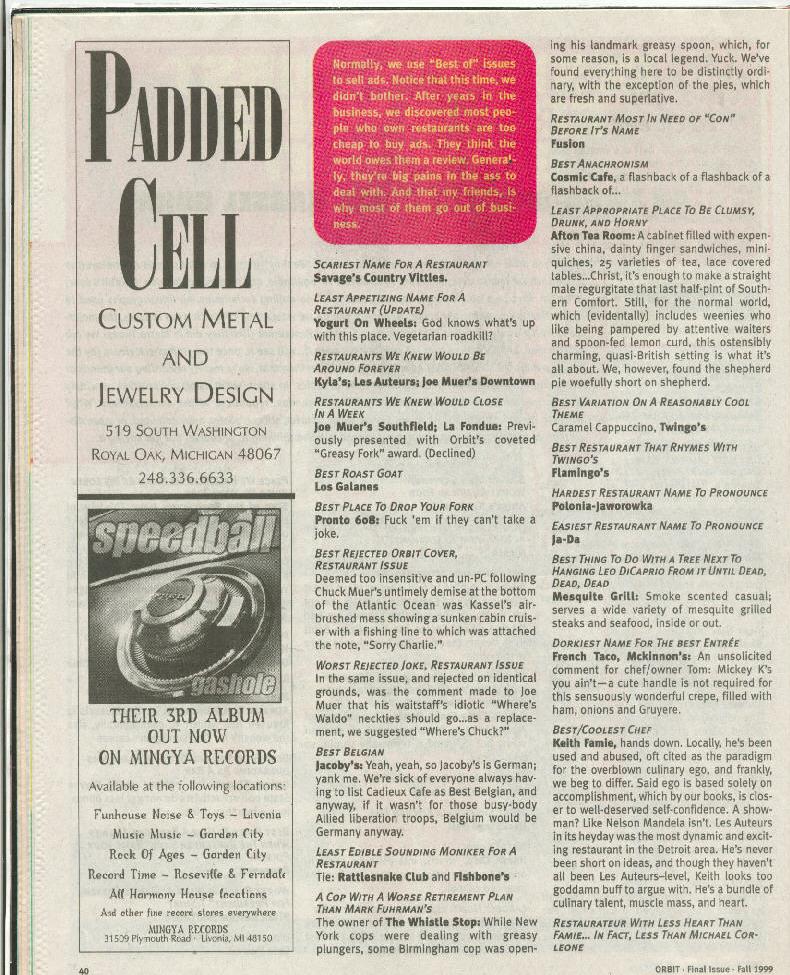 PADDED
CELL
CUSTOM METAL
AND
JEWELRY DESIGN
519 SOUTH WASHINGTON
ROYAL OAK, MICHIGAN 48067
248.336.6633
speedball
gashole
THEIR 3RD ALBUM
OUT NOW
ON MINGYA RECORDS
Available at the following locations:
Funhouse Noise & Toys – Livonia
Music Music – Garden City
Rock Of Ages – Garden City
Record Time – Roseville & Ferndale
All Harmony House locations
And other fine record stores everywhere
MINGYA RECORDS
31509 Plymouth Road · Livonia, MI 48150
Normally, we use "Best of" issues
to sell ads. Notice that this time, we
didn't bother. After years in the
business, we discovered most peo-
ple who own restaurants are too
cheap to buy ads. They think the
world owes them a review. General-
ly, they're big pains in the ass to
deal with. And that my friends, is
why most of them go out of busi-
ness.
SCARIEST NAME FOR A RESTAURANT
Savage's Country Vittles.
LEAST APPETIZING NAME FOR A
RESTAURANT (UPDATE)
Yogurt On Wheels: God knows what's up
with this place. Vegetarian roadkill?
RESTAURANTS WE KNEW WOULD BE
AROUND FOREVER
Kyla's; Les Auteurs; Joe Muer's Downtown
RESTAURANTS WE KNEW WOULD CLOSE
IN A WEEK
Joe Muer's Southfield; La Fondue: Previ-
ously presented with Orbit's coveted
"Greasy Fork" award. (Declined)
BEST ROAST GOAT
Los Galanes
BEST PLACE TO DROP YOUR FORK
Pronto 608: Fuck 'em if they can't take a
joke.
BEST REJECTED ORBIT COVER,
RESTAURANT ISSUE
Deemed too insensitive and un-PC following
Chuck Muer's untimely demise at the bottom
of the Atlantic Ocean was Kassel's air-
brushed mess showing a sunken cabin cruis-
er with a fishing line to which was attached
the note, "Sorry Charlie."
WORST REJECTED JOKE, RESTAURANT ISSUE
In the same issue, and rejected on identical
grounds, was the comment made to Joe
Muer that his waitstaff's idiotic "Where's
Waldo" neckties should go...as a replace-
ment, we suggested "Where's Chuck?"
BEST BELGIAN
Jacoby's: Yeah, yeah, so Jacoby's is German;
yank me. We're sick of everyone always hav-
ing to list Cadieux Cafe as Best Belgian, and
anyway, if it wasn't for those busy-body
Allied liberation troops, Belgium would be
Germany anyway.
LEAST EDIBLE SOUNDING MONIKER FOR A
RESTAURANT
Tie: Rattlesnake Club and Fishbone's
A COP WITH A WORSE RETIREMENT PLAN
THAN MARK FUHRMAN'S
The owner of The Whistle Stop: While New
York cops were dealing with greasy
plungers, some Birmingham cop was open-
ing his landmark greasy spoon, which, for
some reason, is a local legend. Yuck. We've
found everything here to be distinctly ordi-
nary, with the exception of the pies, which
are fresh and superlative.
RESTAURANT MOST IN NEED OF "CON"
BEFORE IT'S NAME
Fusion
BEST ANACHRONISM
Cosmic Cafe, a flashback of a flashback of a
flashback of...
LEAST APPROPRIATE PLACE TO BE CLUMSY,
DRUNK, AND HORNY
Afton Tea Room: A cabinet filled with expen-
sive china, dainty finger sandwiches, mini-
quiches, 25 varieties of tea, lace covered
tables...Christ, it's enough to make a straight
male regurgitate that last half-pint of South-
ern Comfort. Still, for the normal world,
which (evidentally) includes weenies who
like being pampered by attentive waiters
and spoon-fed lemon curd, this ostensibly
charming, quasi-British setting is what it's
all about. We, however, found the shepherd
pie woefully short on shepherd.
BEST VARIATION ON A REASONABLY COOL
THEME
Caramel Cappuccino, Twingo's
BEST RESTAURANT THAT RHYMES WITH
TWINGO'S
Flamingo's
HARDEST RESTAURANT NAME TO PRONOUNCE
Polonia-Jaworowka
EASIEST RESTAURANT NAME TO PRONOUNCE
Ja-Da
BEST THING TO DO WITH A TREE NEXT TO
HANGING LEO DICAPRIO FROM IT UNTIL DEAD,
DEAD, DEAD
Mesquite Grill: Smoke scented casual;
serves a wide variety of mesquite grilled
steaks and seafood, inside or out.
DORKIEST NAME FOR THE BEST ENTRÉE
French Taco, McKinnon's: An unsolicited
comment for chef/owner Tom: Mickey K's
you ain't—a cute handle is not required for
this sensuously wonderful crepe, filled with
ham, onions and Gruyere.
BEST/COOLEST CHEF
Keith Famie, hands down. Locally, he's been
used and abused, oft cited as the paradigm
for the overblown culinary ego, and frankly,
we beg to differ. Said ego is based solely on
accomplishment, which by our books, is clos-
er to well-deserved self-confidence. A show-
man? Like Nelson Mandela isn't. Les Auteurs
in its heyday was the most dynamic and excit-
ing restaurant in the Detroit area. He's never
been short on ideas, and though they haven't
all been Les Auteurs–level, Keith looks too
goddamn buff to argue with. He's a bundle of
culinary talent, muscle mass, and heart.
RESTAURATEUR WITH LESS HEART THAN
FAMIE... IN FACT, LESS THAN MICHAEL COR-
LEONE
40
ORBIT · Final Issue · Fall 1999